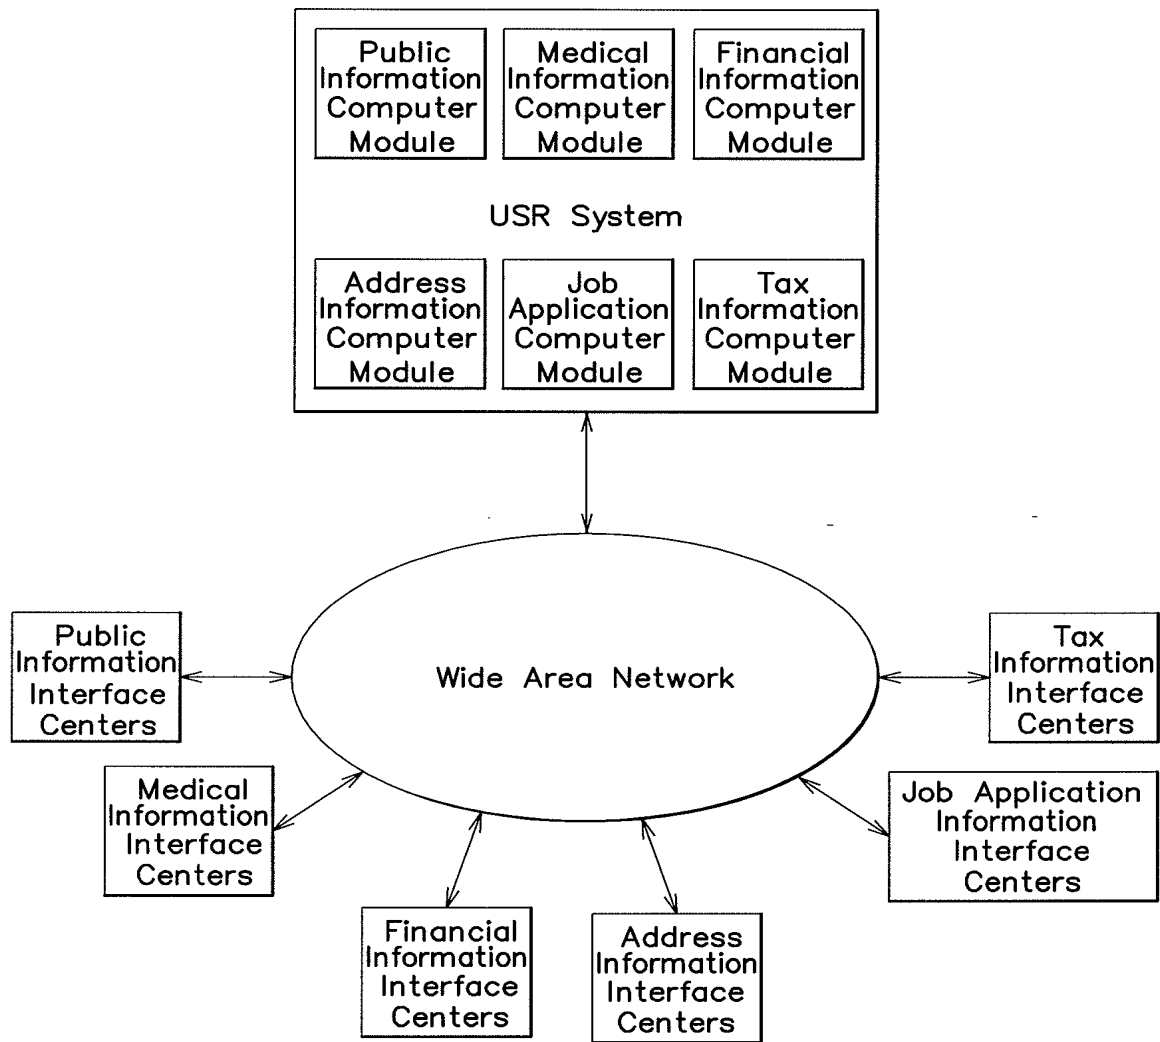 Public
Information
Computer
Module
Medical
Information
Computer
Module
Financial
Information
Computer
Module
USR System
Address
Information
Computer
Module
Job
Application
Computer
Module
Tax
Information
Computer
Module
Wide Area Network
Public
Information
Interface
Centers
Medical
Information
Interface
Centers
Financial
Information
Interface
Centers
Address
Information
Interface
Centers
Job Application
Information
Interface
Centers
Tax
Information
Interface
Centers